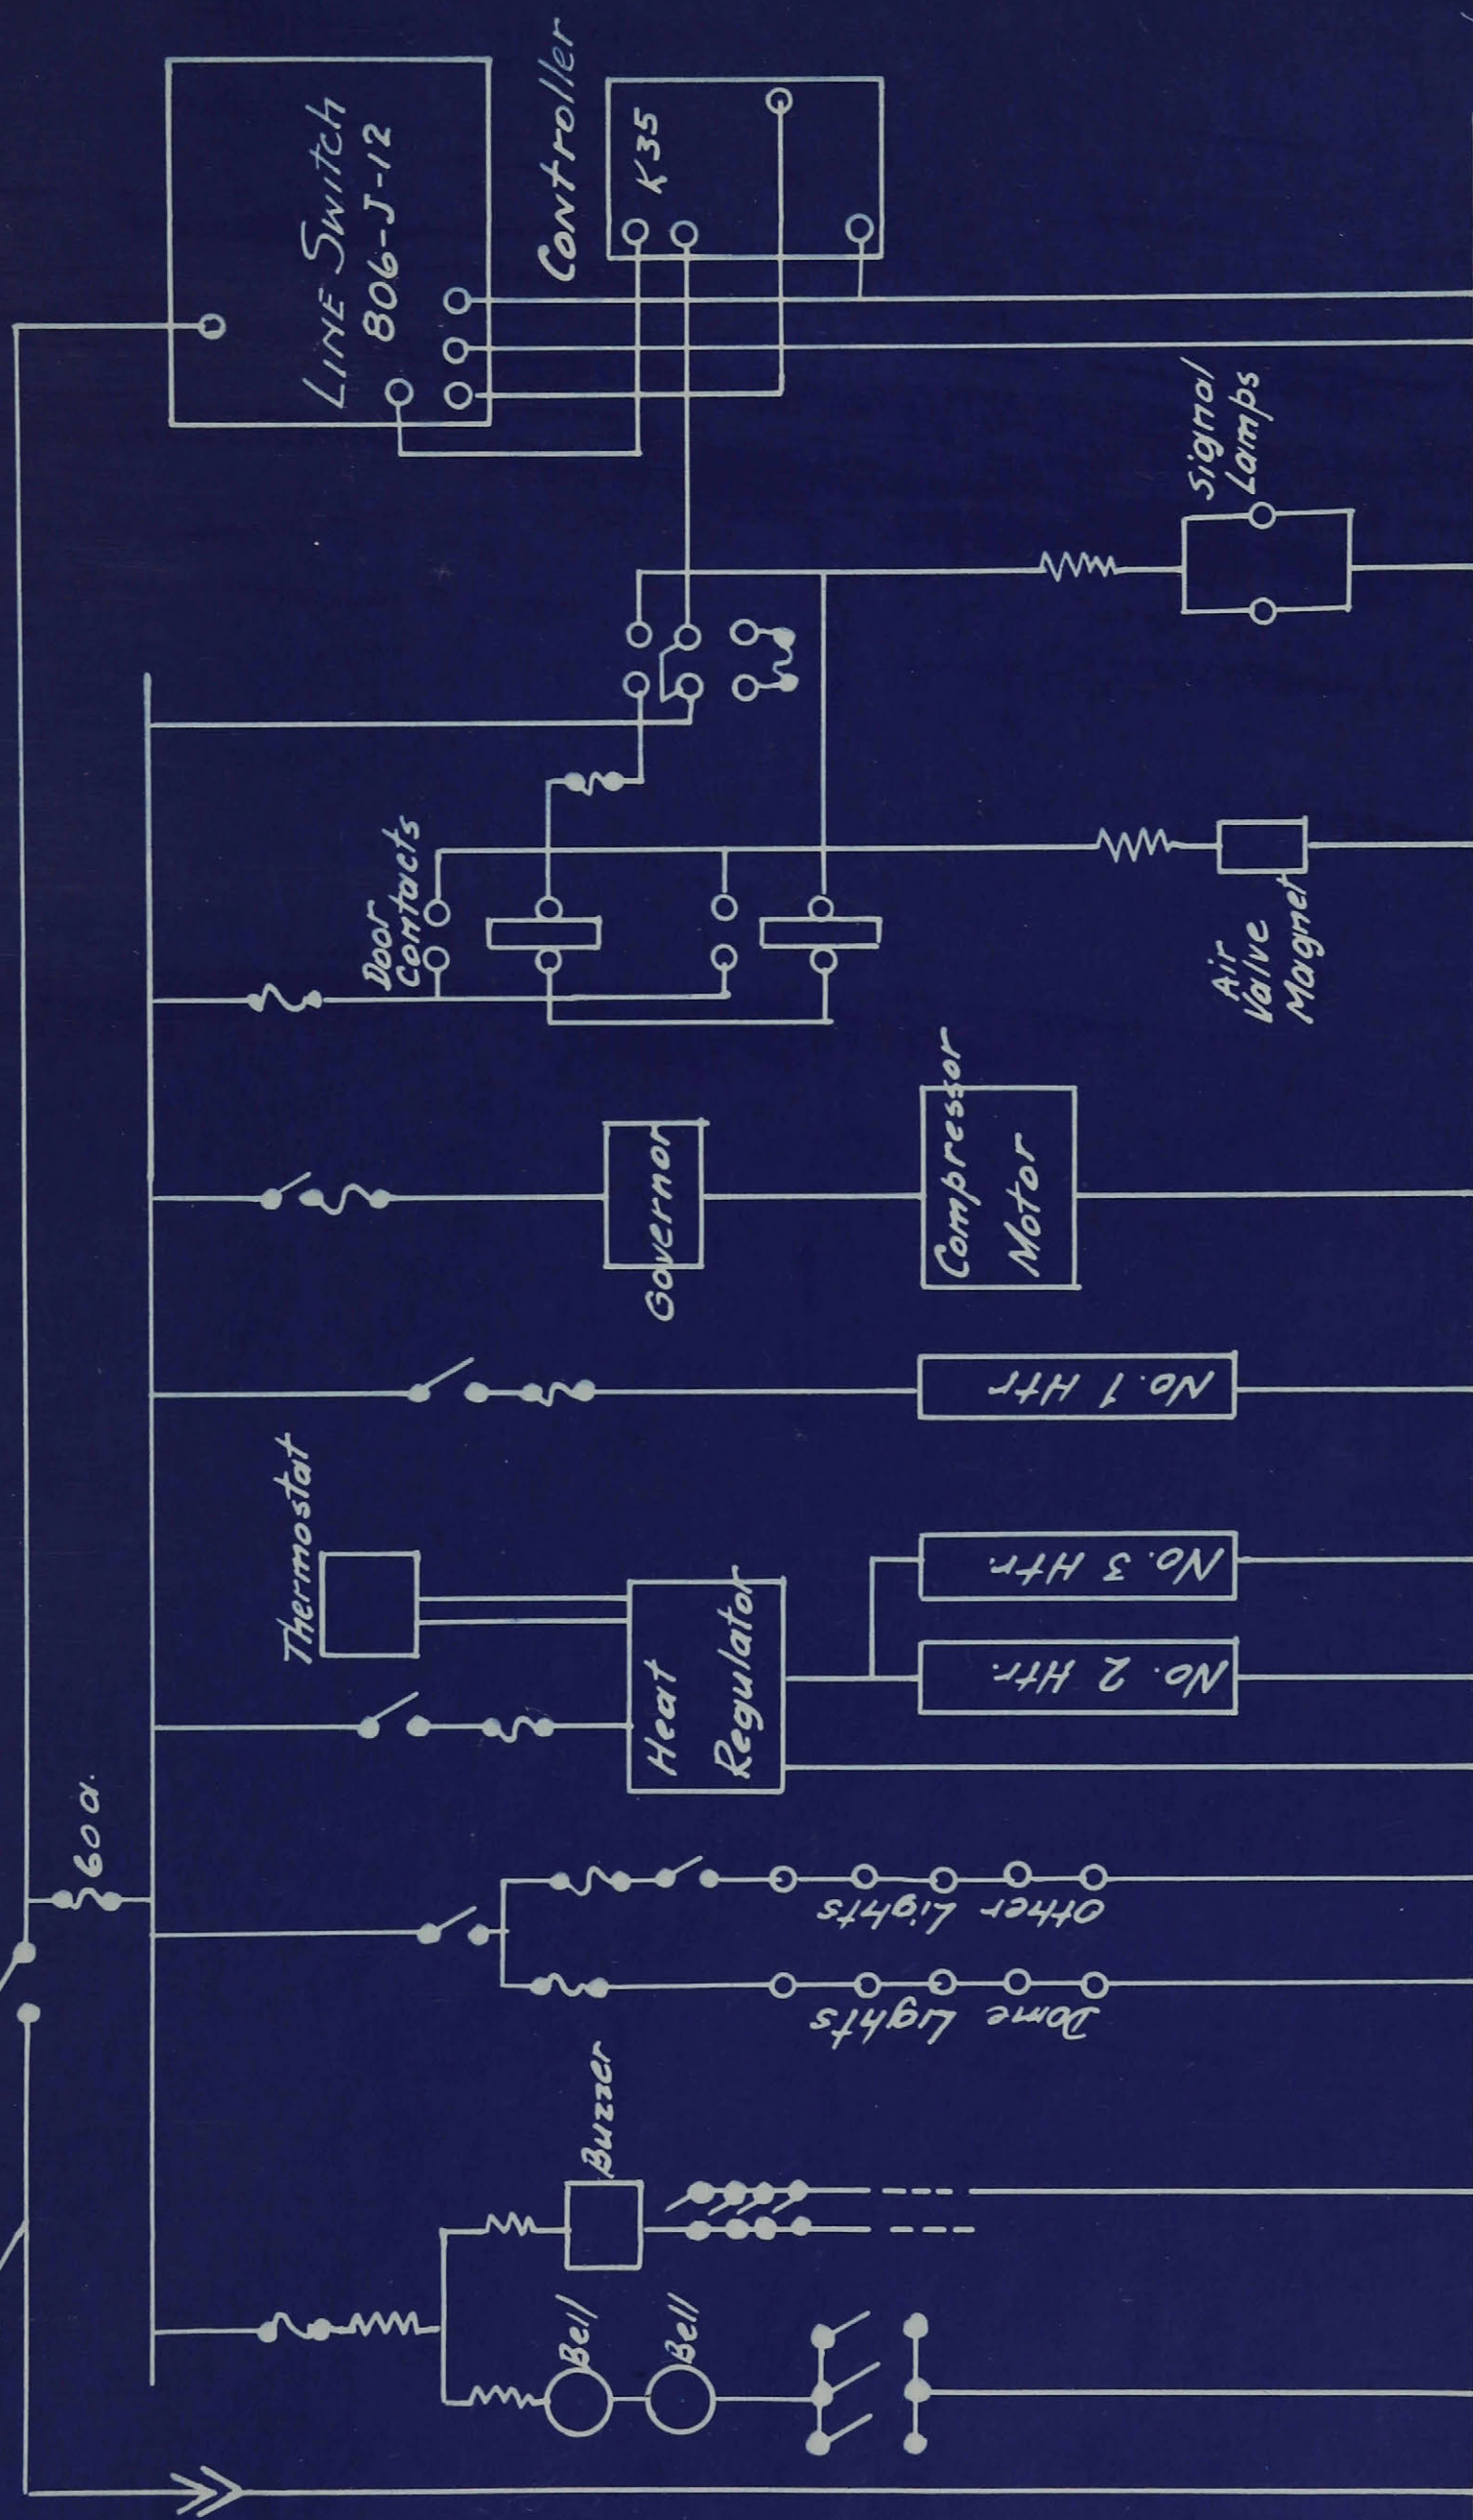 LINE Switch
806-J-12
Controller
K35
Signal
Lamps
Door
Contacts
Air
Valve
Magnet
Governor
Compressor
Motor
No. 1 Htr
Thermostat
Heat
Regulator
No. 3 Htr.
No. 2 Htr.
60 a.
Other Lights
Dome Lights
Buzzer
Bell
Bell